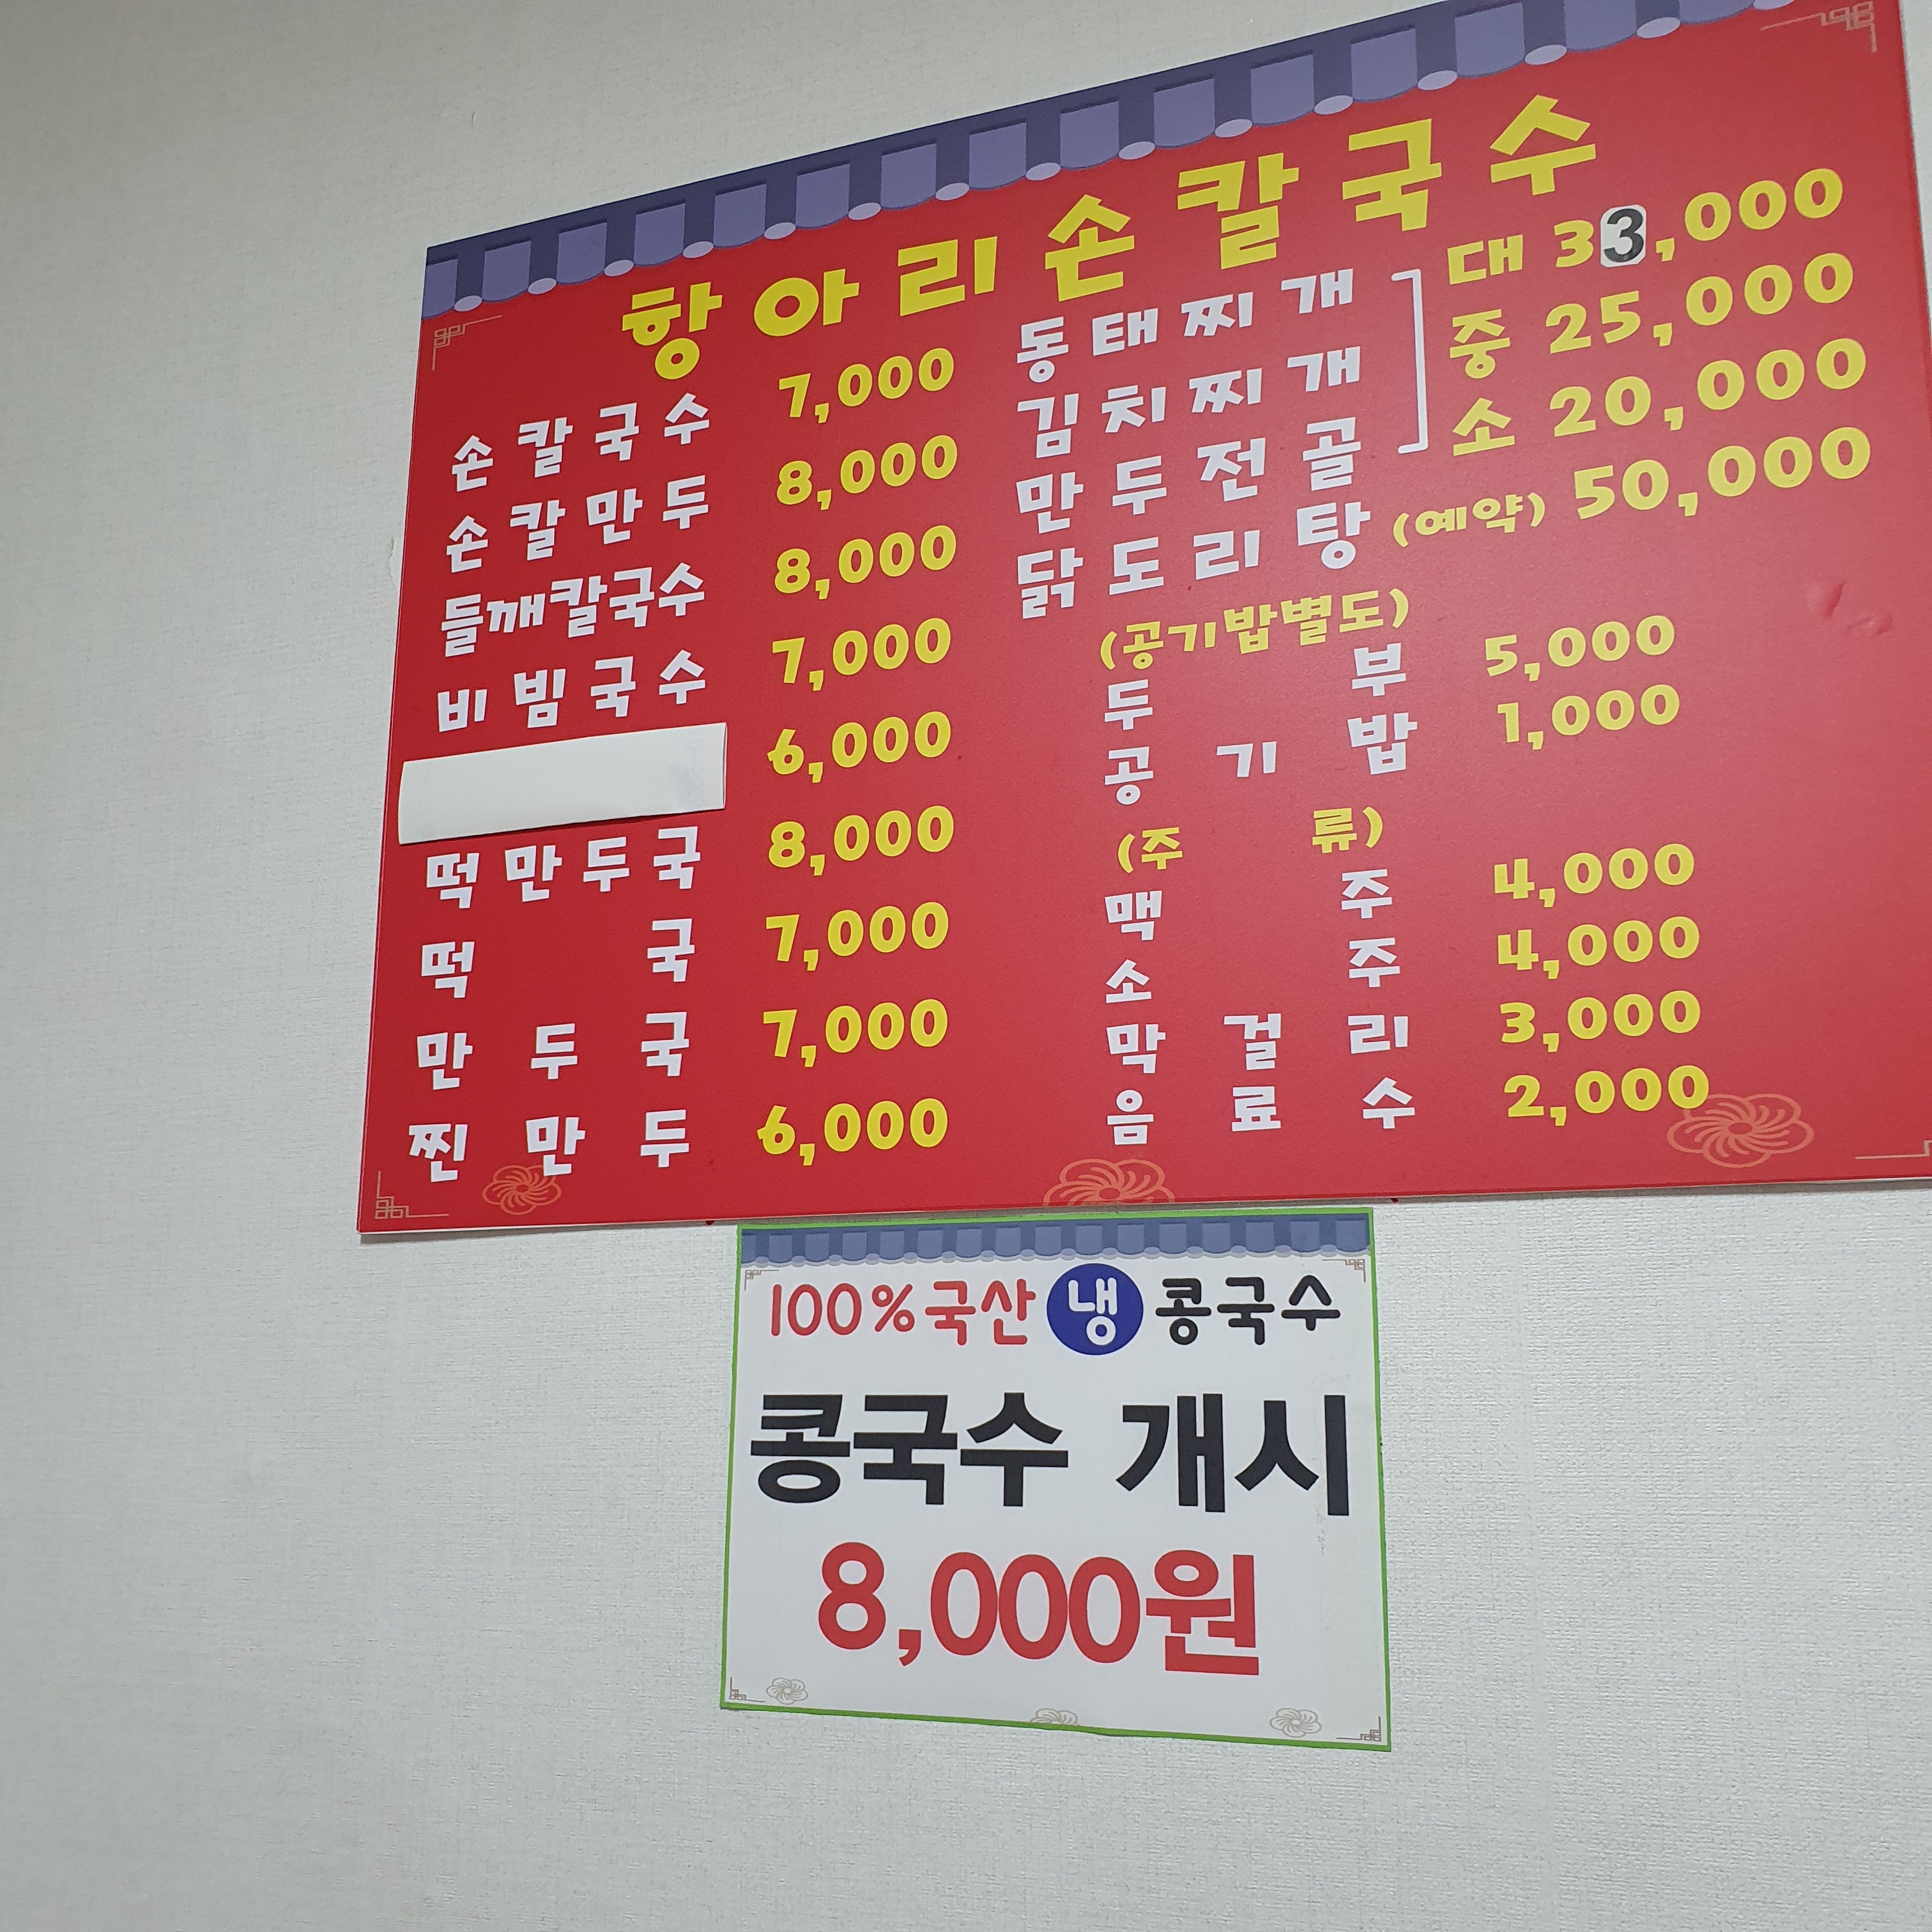 항아리손칼국수
손칼국수 7,000
손칼만두 8,000
들깨칼국수 8,000
비빔국수 7,000
6,000
떡만두국 8,000
떡국 7,000
만두국 7,000
찐만두 6,000
동태찌개 대 33,000
김치찌개 중 25,000
만두전골 소 20,000
닭도리탕 (예약) 50,000
(공기밥별도)
두부 5,000
공기밥 1,000
(주류)
맥주 4,000
소주 4,000
막걸리 3,000
음료수 2,000
100%국산 냉 콩국수
콩국수 개시
8,000원